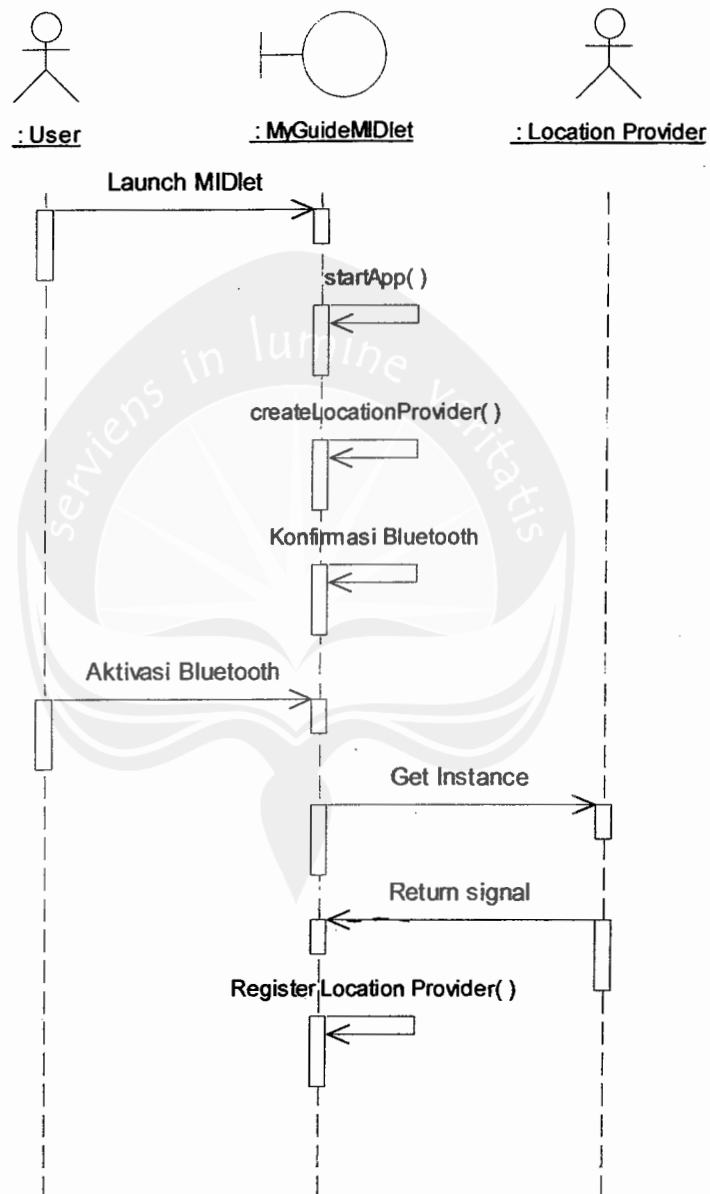 : User
: MyGuideMIDlet
: Location Provider
Launch MIDlet
startApp( )
serviens in lumine veritatis
createLocationProvider( )
Konfirmasi Bluetooth
Aktivasi Bluetooth
Get Instance
Return signal
Register Location Provider( )